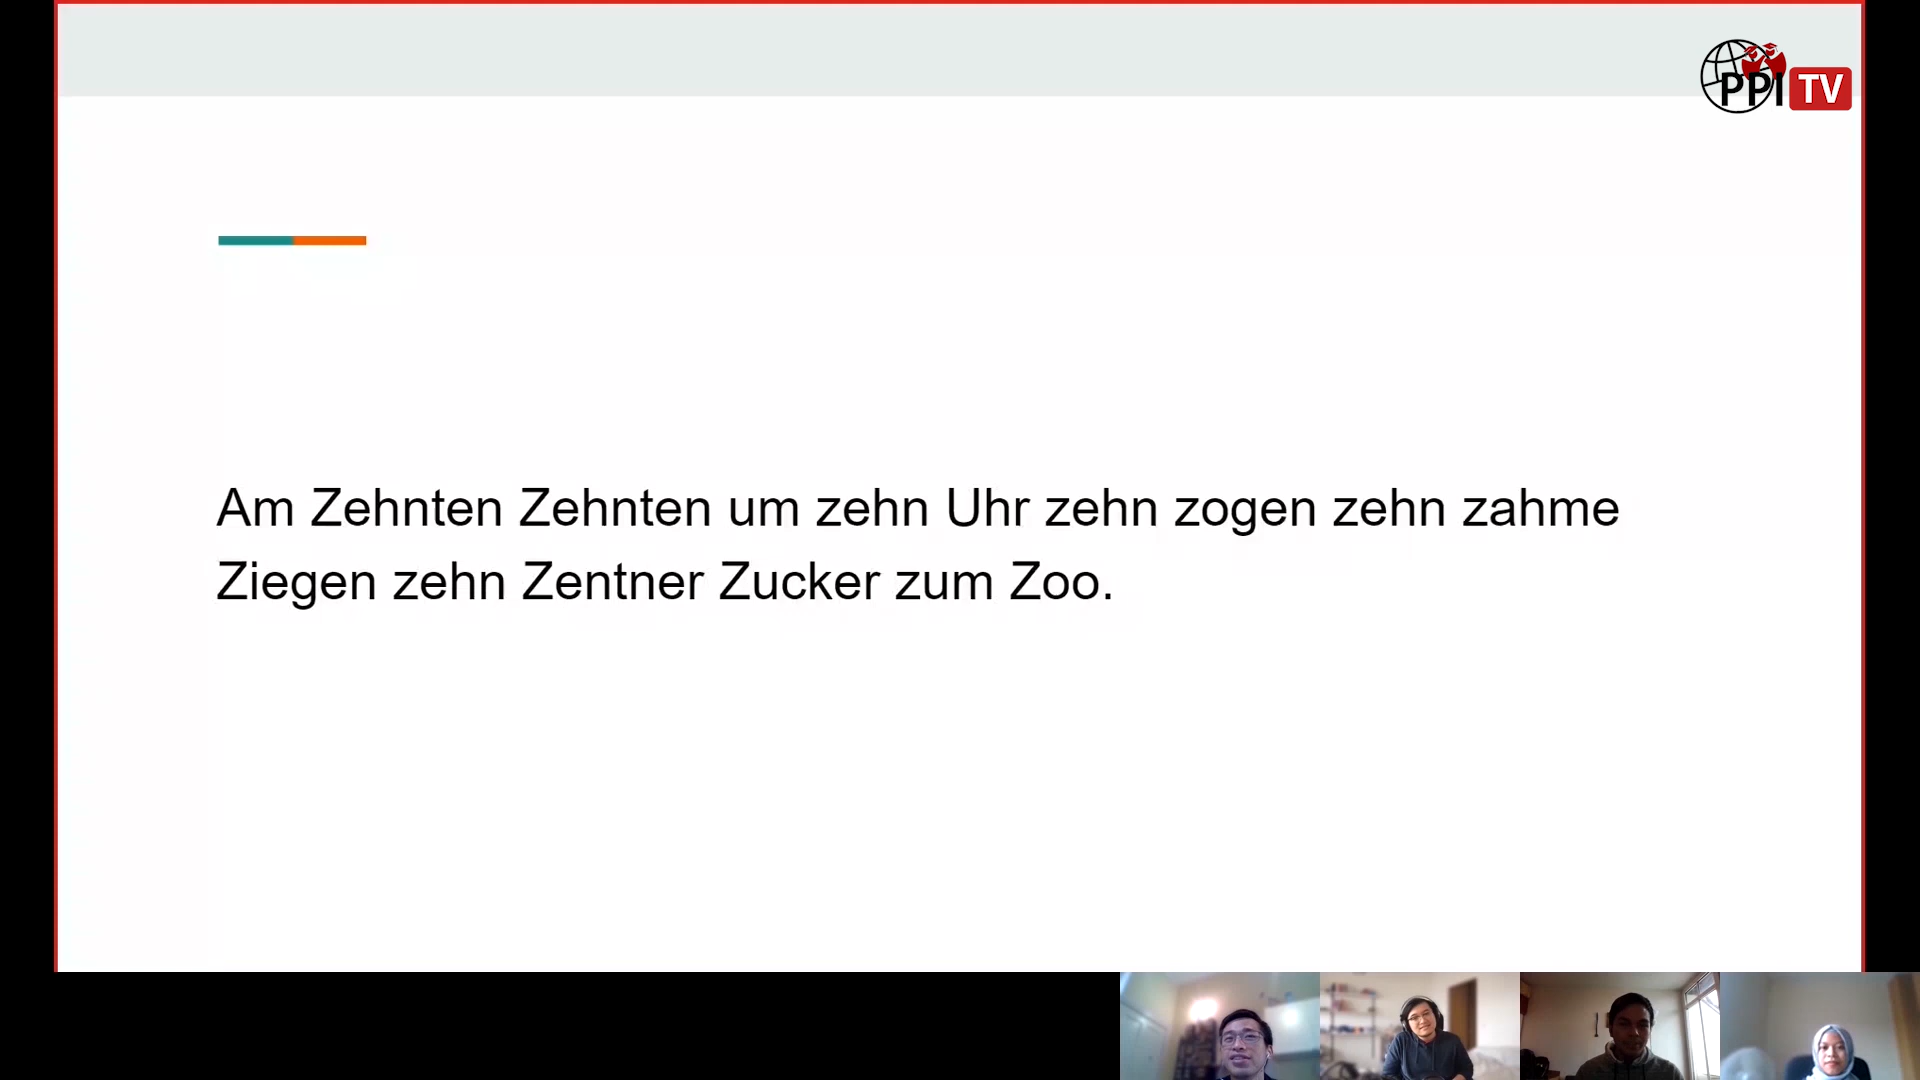 PPI TV
Am Zehnten Zehnten um zehn Uhr zehn zogen zehn zahme
Ziegen zehn Zentner Zucker zum Zoo.